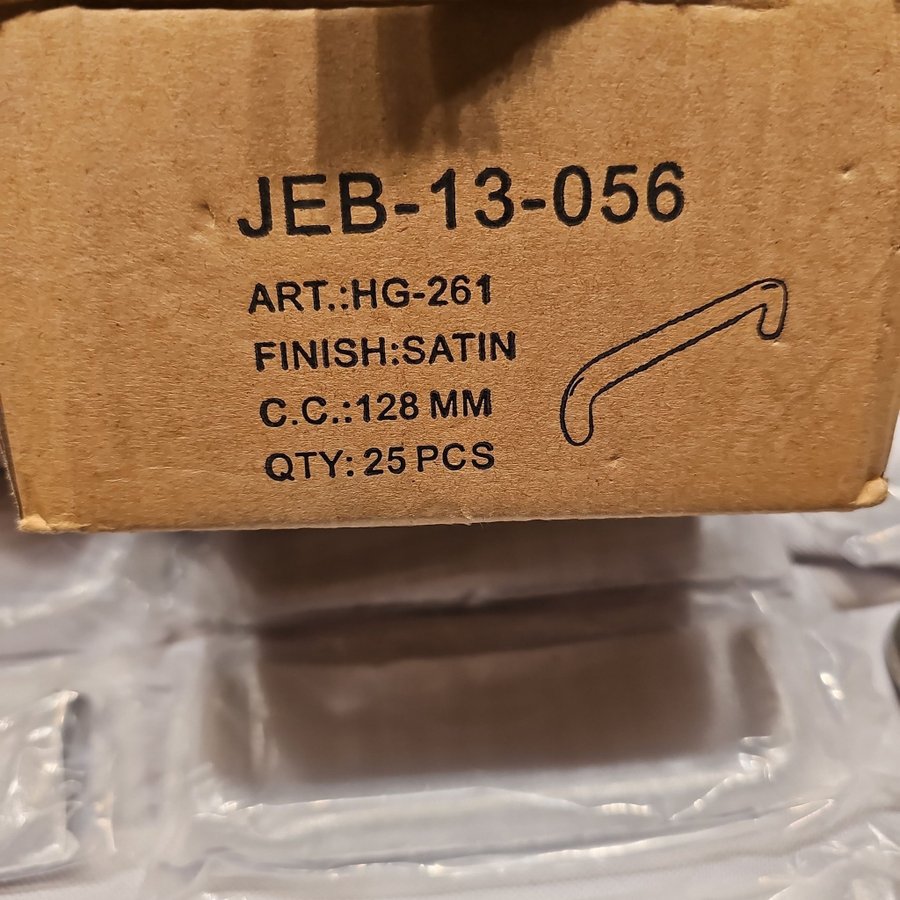 JEB-13-056
ART.:HG-261
FINISH:SATIN
C.C.:128 MM
QTY: 25 PCS